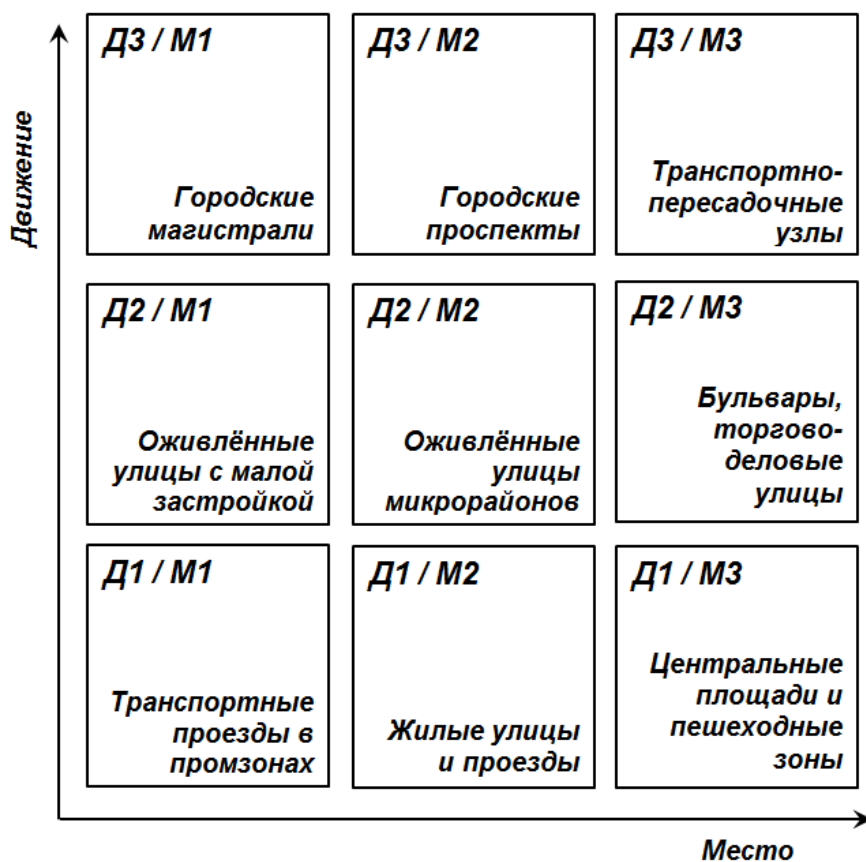 Движение
Д3 / М1
Городские
магистрали
Д3 / М2
Городские
проспекты
Д3 / М3
Транспортно-
пересадочные
узлы
Д2 / М1
Оживлённые
улицы с малой
застройкой
Д2 / М2
Оживлённые
улицы
микрорайонов
Д2 / М3
Бульвары,
торгово-
деловые
улицы
Д1 / М1
Транспортные
проезды в
промзонах
Д1 / М2
Жилые улицы
и проезды
Д1 / М3
Центральные
площади и
пешеходные
зоны
Место